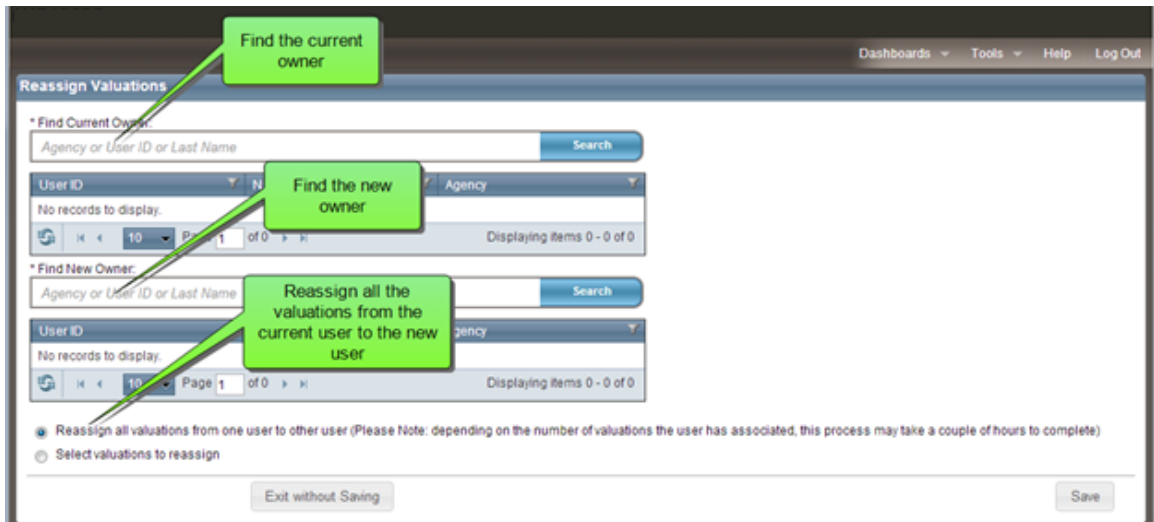 Find the current
owner
Dashboards Tools Help Log Out
Reassign Valuations
* Find Current Owner:
Agency or User ID or Last Name Search
User ID N Agency
Find the new
owner
No records to display.
10 Page 1 of 0 Displaying items 0 - 0 of 0
* Find New Owner:
Agency or User ID or Last Name Search
Reassign all the
valuations from the
current user to the new
user
User ID gency
No records to display.
10 Page 1 of 0 Displaying items 0 - 0 of 0
Reassign all valuations from one user to other user (Please Note: depending on the number of valuations the user has associated, this process may take a couple of hours to complete)
Select valuations to reassign
Exit without Saving Save